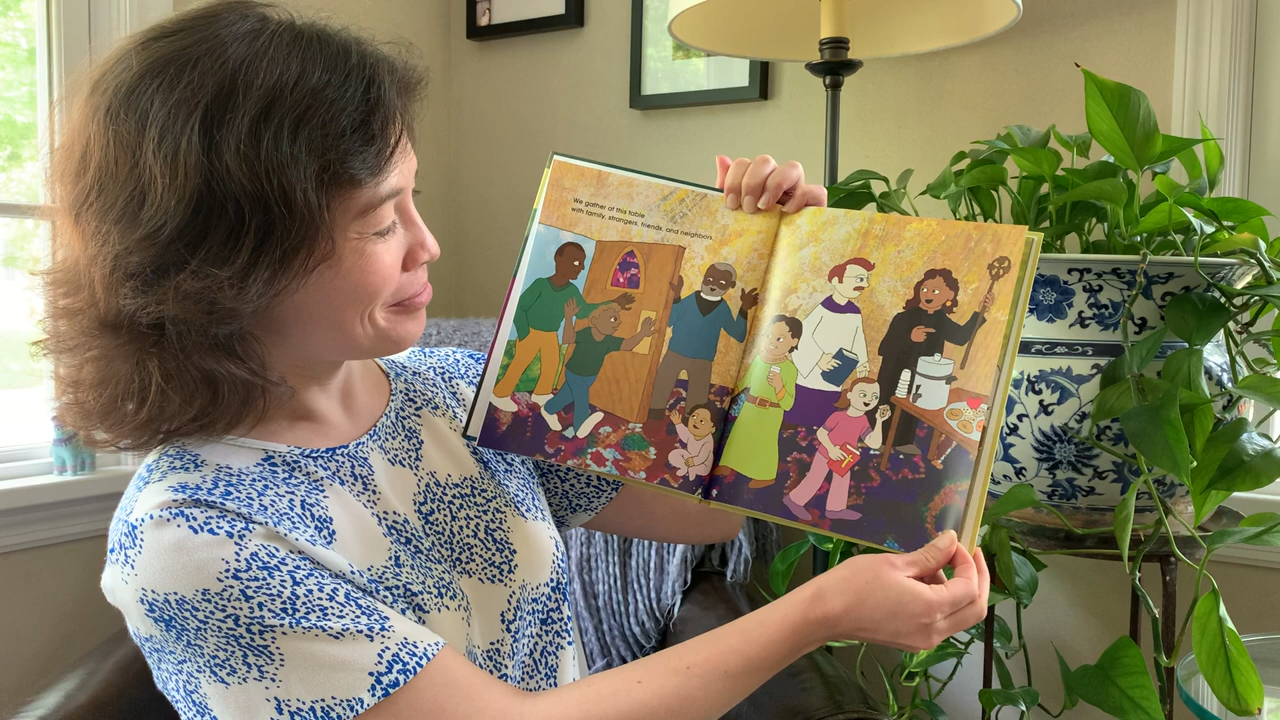 We gather at this table
with family, strangers, friends, and neighbors.